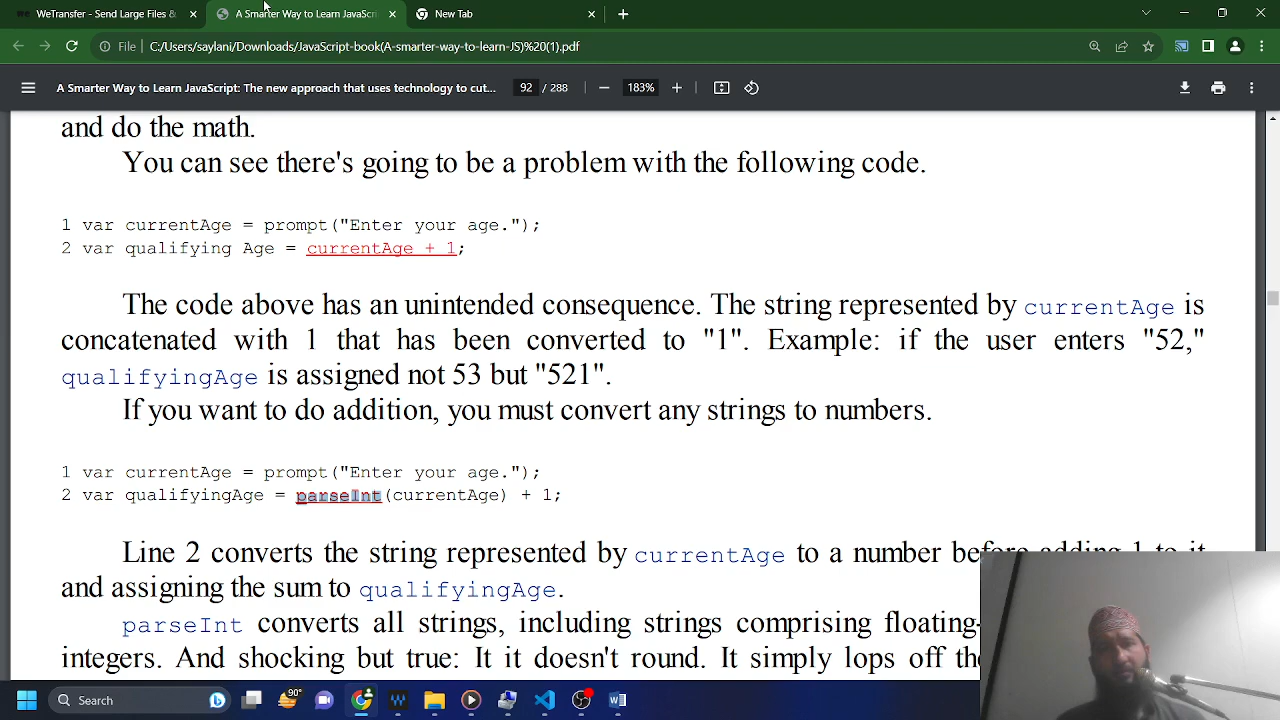 WeTransfer - Send Large Files &
A Smarter Way to Learn JavaScri
New Tab
File C:/Users/saylani/Downloads/JavaScript-book(A-smarter-way-to-learn-JS)%20(1).pdf
A Smarter Way to Learn JavaScript: The new approach that uses technology to cut... 92 / 288 183%
and do the math.
You can see there's going to be a problem with the following code.
1 var currentAge = prompt("Enter your age.");
2 var qualifying Age = currentAge + 1;
The code above has an unintended consequence. The string represented by currentAge is
concatenated with 1 that has been converted to "1". Example: if the user enters "52,"
qualifyingAge is assigned not 53 but "521".
If you want to do addition, you must convert any strings to numbers.
1 var currentAge = prompt("Enter your age.");
2 var qualifyingAge = parseInt(currentAge) + 1;
Line 2 converts the string represented by currentAge to a number before adding 1 to it
and assigning the sum to qualifyingAge.
parseInt converts all strings, including strings comprising floating-
integers. And shocking but true: It it doesn't round. It simply lops off the
Search
90°